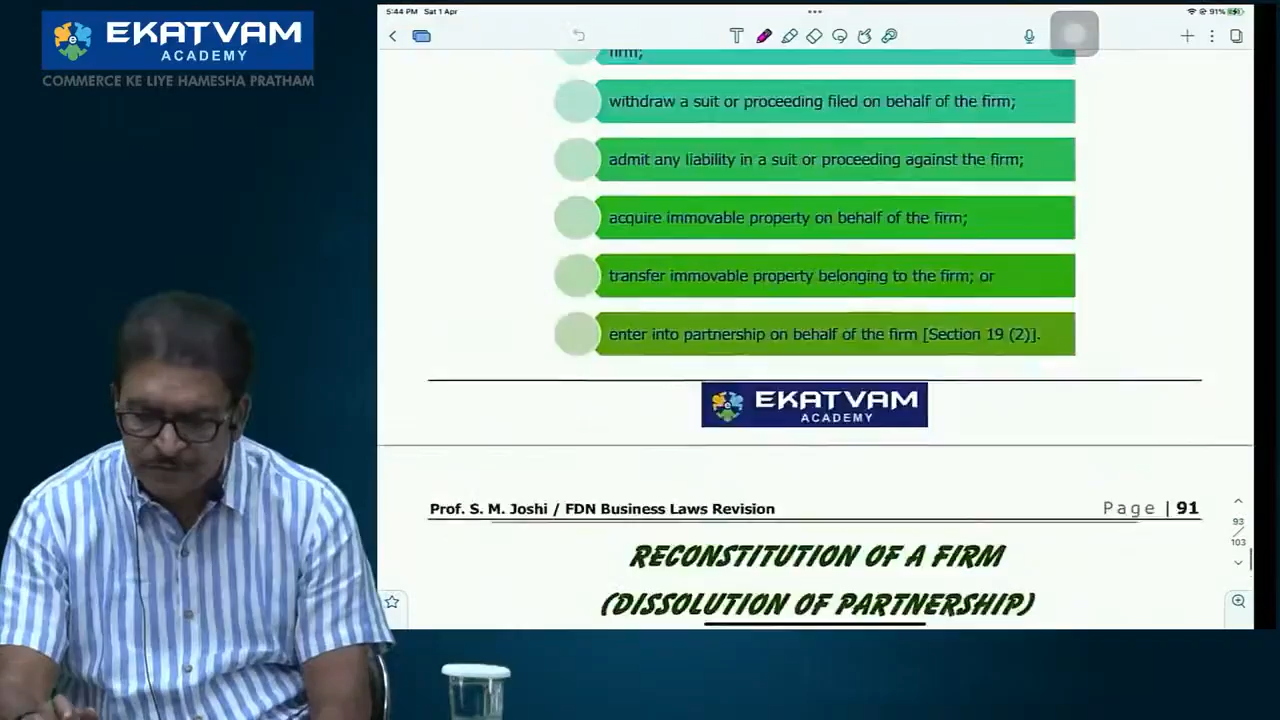 EKATVAM
ACADEMY
COMMERCE KE LIYE HAMESHA PRATHAM
5:44 PM Sat 1 Apr
91%
firm;
withdraw a suit or proceeding filed on behalf of the firm;
admit any liability in a suit or proceeding against the firm;
acquire immovable property on behalf of the firm;
transfer immovable property belonging to the firm; or
enter into partnership on behalf of the firm [Section 19 (2)].
EKATVAM
ACADEMY
Prof. S. M. Joshi / FDN Business Laws Revision
Page | 91
93
103
RECONSTITUTION OF A FIRM
(DISSOLUTION OF PARTNERSHIP)